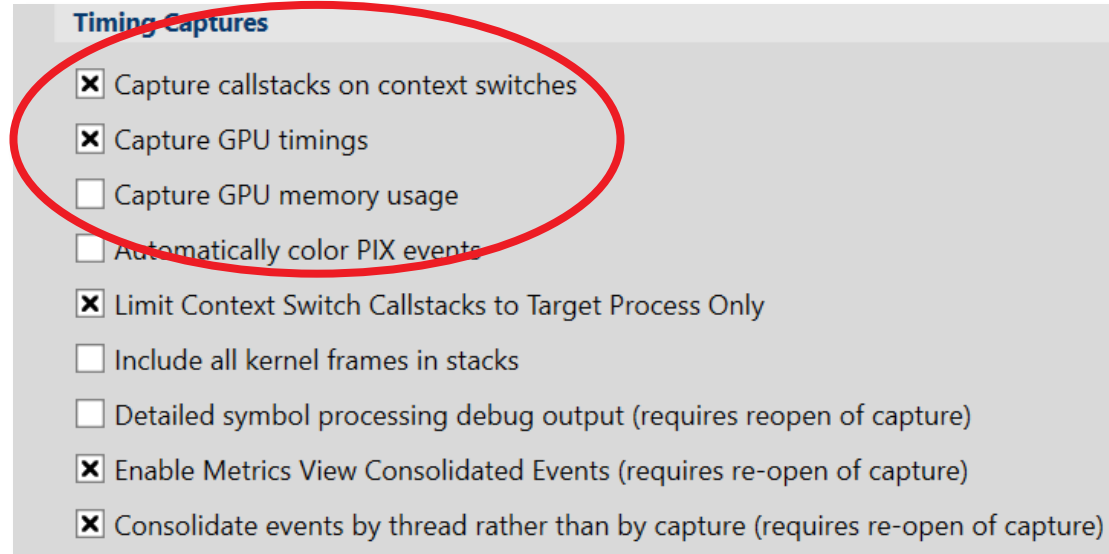 Timing Captures
Capture callstacks on context switches
Capture GPU timings
Capture GPU memory usage
Automatically color PIX events
Limit Context Switch Callstacks to Target Process Only
Include all kernel frames in stacks
Detailed symbol processing debug output (requires reopen of capture)
Enable Metrics View Consolidated Events (requires re-open of capture)
Consolidate events by thread rather than by capture (requires re-open of capture)